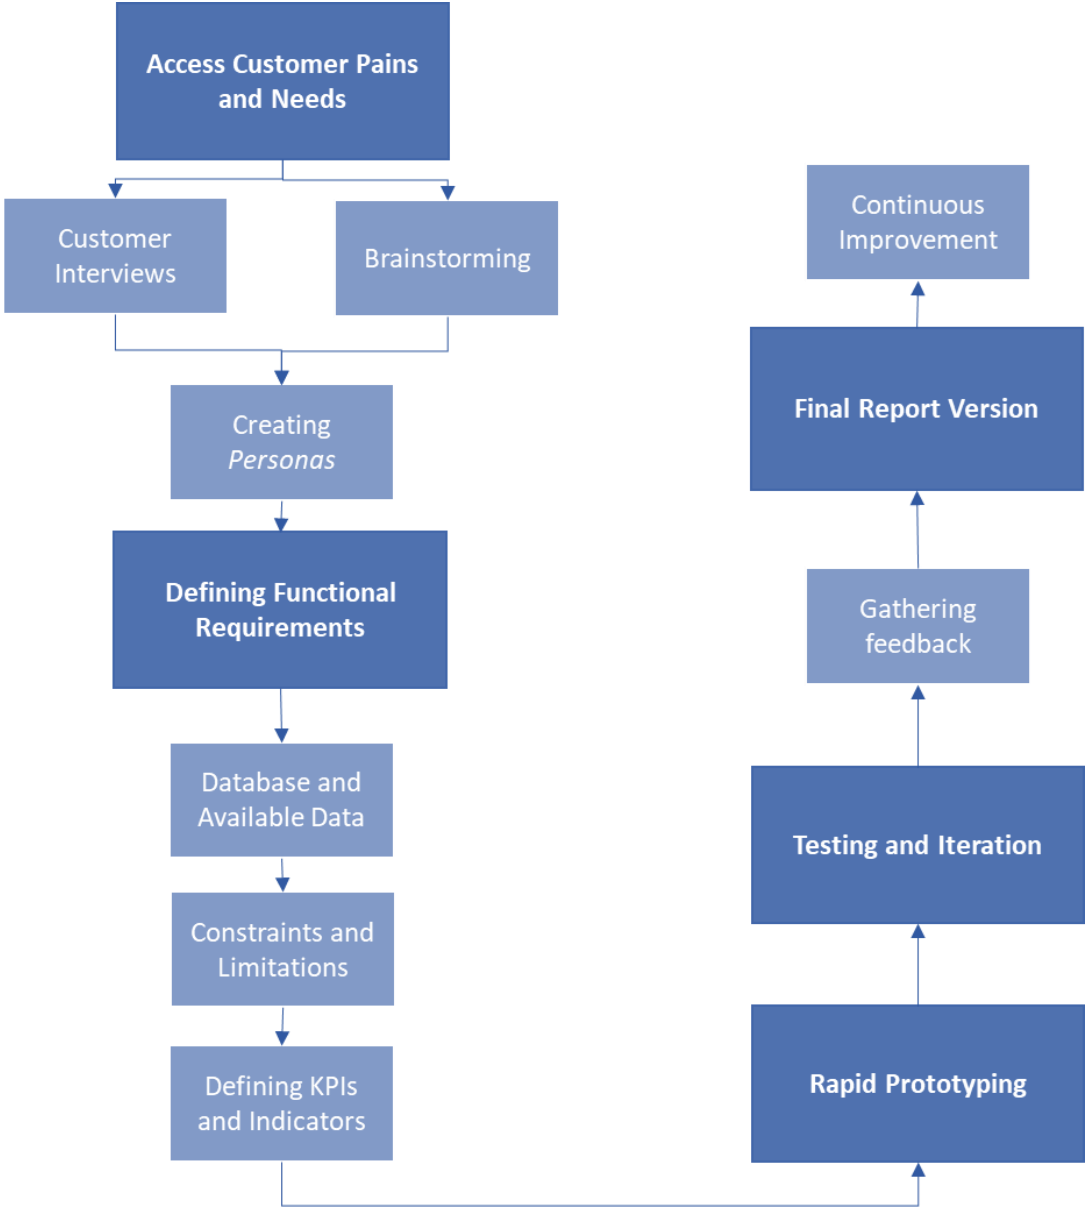 Access Customer Pains
and Needs
Customer
Interviews
Brainstorming
Creating
Personas
Defining Functional
Requirements
Database and
Available Data
Constraints and
Limitations
Defining KPIs
and Indicators
Rapid Prototyping
Testing and Iteration
Gathering
feedback
Final Report Version
Continuous
Improvement